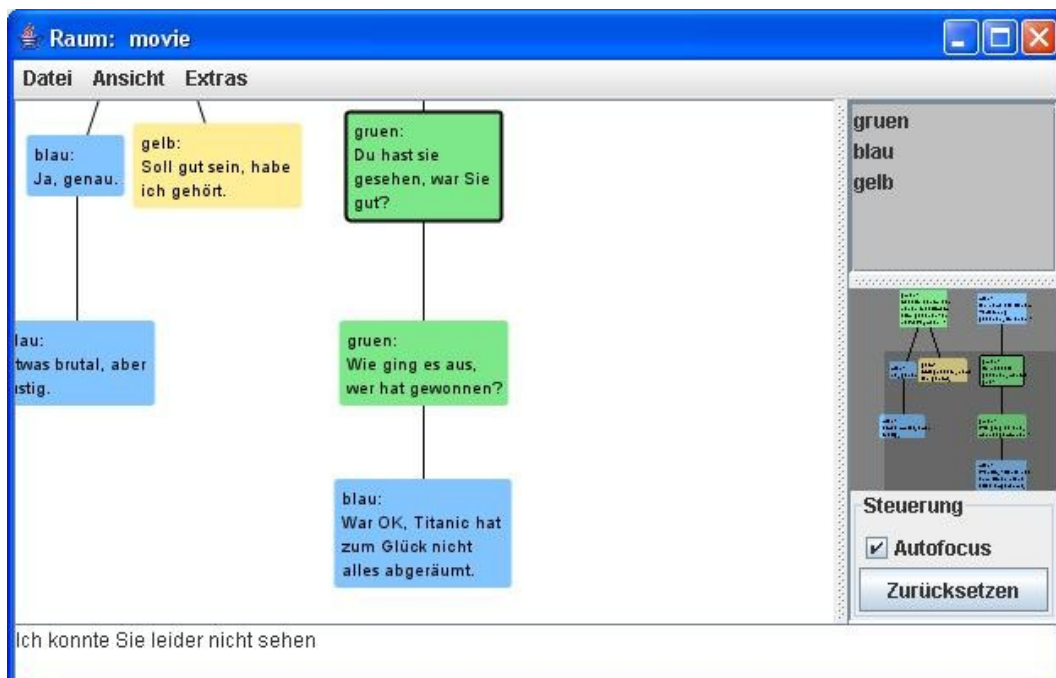 Raum: movie
Datei Ansicht Extras
blau:
Ja, genau.
gelb:
Soll gut sein, habe
ich gehört.
gruen:
Du hast sie
gesehen, war Sie
gut?
lau:
twas brutal, aber
stig.
gruen:
Wie ging es aus,
wer hat gewonnen?
blau:
War OK, Titanic hat
zum Glück nicht
alles abgeräumt.
gruen
blau
gelb
Steuerung
Autofocus
Zurücksetzen
Ich konnte Sie leider nicht sehen